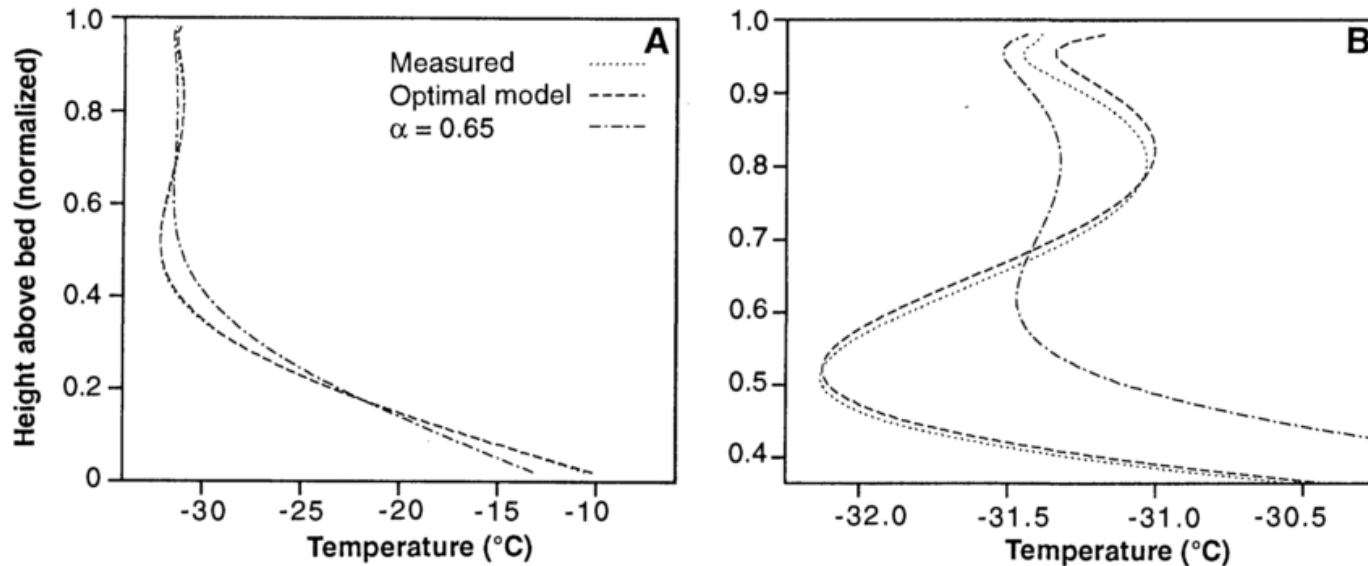 A
Measured
Optimal model
α = 0.65
Height above bed (normalized)
1.0
0.8
0.6
0.4
0.2
0
-30
-25
-20
-15
-10
Temperature (°C)
B
1.0
0.9
0.8
0.7
0.6
0.5
0.4
-32.0
-31.5
-31.0
-30.5
Temperature (°C)